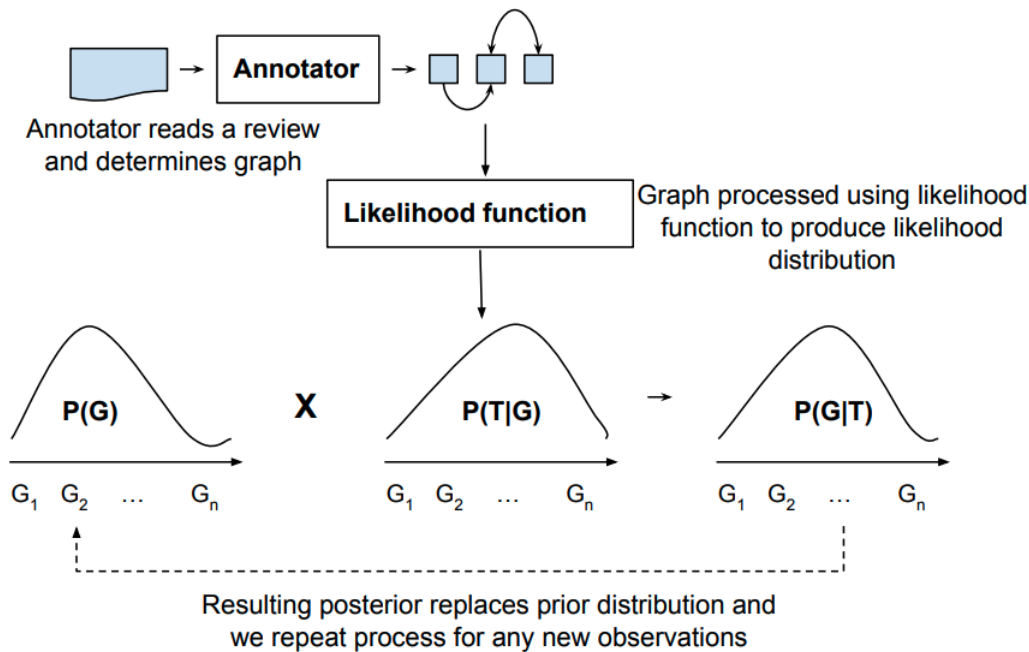 Annotator
Annotator reads a review
and determines graph
Likelihood function
Graph processed using likelihood
function to produce likelihood
distribution
P(G) X P(T|G) P(G|T)
G1 G2 ... Gn G1 G2 ... Gn G1 G2 ... Gn
Resulting posterior replaces prior distribution and
we repeat process for any new observations